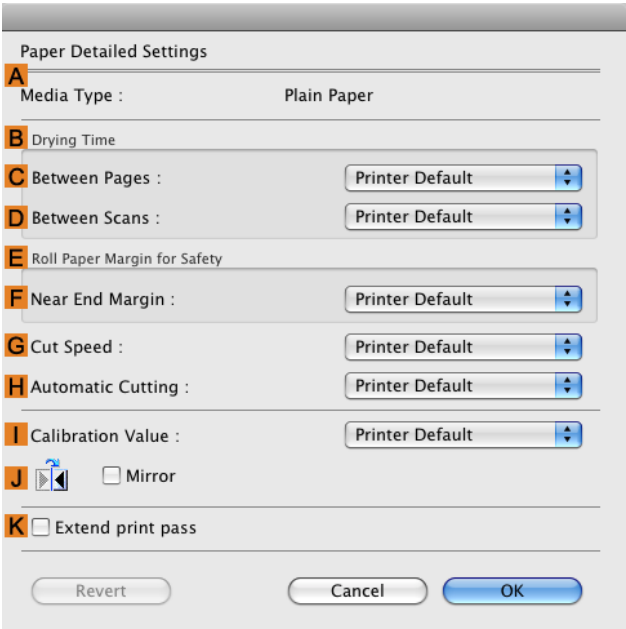 Paper Detailed Settings
A
Media Type : Plain Paper
B Drying Time
C Between Pages : Printer Default
D Between Scans : Printer Default
E Roll Paper Margin for Safety
F Near End Margin : Printer Default
G Cut Speed : Printer Default
H Automatic Cutting : Printer Default
I Calibration Value : Printer Default
J Mirror
K Extend print pass
Revert Cancel OK